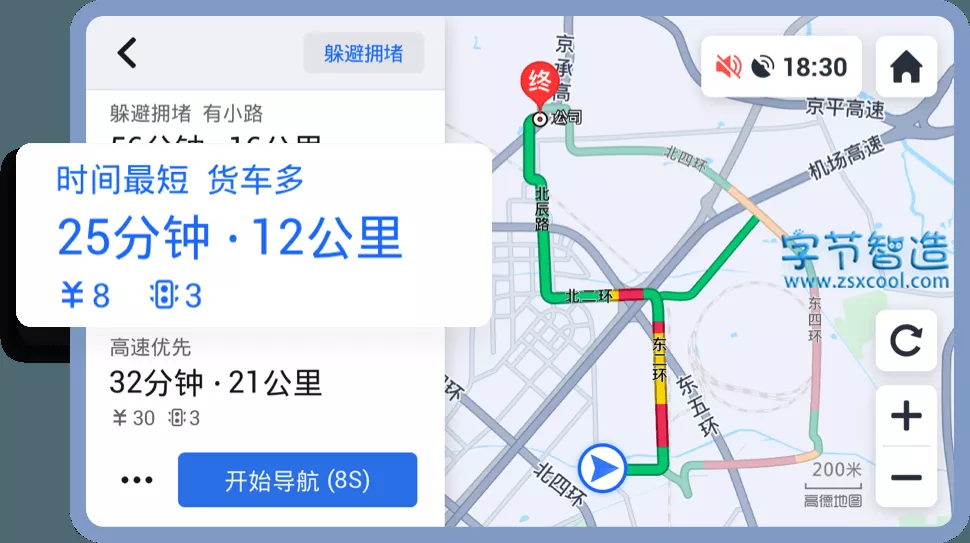 躲避拥堵
躲避拥堵 有小路
56分钟·16公里
时间最短 货车多
25分钟·12公里
¥8 3
高速优先
32分钟·21公里
¥30 3
开始导航 (8S)
18:30
京承高
终
公司
京平高速
机场高速
北四环
北辰路
北二环
东二环
东四环
东五环
北四环
环
字节智造
www.zsxcool.com
200米
高德地图